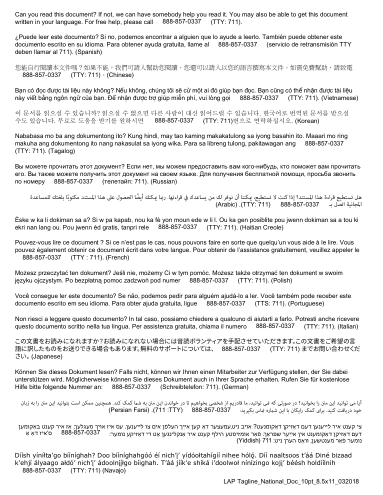 Can you read this document? If not, we can have somebody help you read it. You may also be able to get this document
written in your language. For free help, please call 888-857-0337 (TTY: 711).
¿Puede leer este documento? Si no, podemos encontrar a alguien que lo ayude a leerlo. También puede obtener este
documento escrito en su idioma. Para obtener ayuda gratuita, llame al 888-857-0337 (servicio de retransmisión TTY
deben llamar al 711). (Spanish)
您能自行閱讀本文件嗎？如果不能，我們可請人幫助您閱讀。您還可以請人以您的語言撰寫本文件。如需免費幫助，請致電
888-857-0337 (TTY: 711)。(Chinese)
Bạn có đọc được tài liệu này không? Nếu không, chúng tôi sẽ cử một ai đó giúp bạn đọc. Bạn cũng có thể nhận được tài liệu
này viết bằng ngôn ngữ của bạn. Để nhận được trợ giúp miễn phí, vui lòng gọi 888-857-0337 (TTY: 711). (Vietnamese)
이 문서를 읽으실 수 있습니까? 읽으실 수 없으면 다른 사람이 대신 읽어드릴 수 있습니다. 한국어로 번역된 문서를 받으실
수도 있습니다. 무료로 도움을 받으려면 888-857-0337 (TTY: 711)번으로 연락하십시오. (Korean)
Nababasa mo ba ang dokumentong ito? Kung hindi, may tao kaming makakatulong sa iyong basahin ito. Maaari mo ring
makuha ang dokumentong ito nang nakasulat sa iyong wika. Para sa libreng tulong, pakitawagan ang 888-857-0337
(TTY: 711). (Tagalog)
Вы можете прочитать этот документ? Если нет, мы можем предоставить вам кого-нибудь, кто поможет вам прочитать
его. Вы также можете получить этот документ на своем языке. Для получения бесплатной помощи, просьба звонить
по номеру 888-857-0337 (телетайп: 711). (Russian)
هل تستطيع قراءة هذا المستند؟ إذا كنت لا تستطيع، يمكننا أن نوفر لك من يساعدك في قراءتها. ربما يمكنك أيضًا الحصول على هذا المستند مكتوبًا بلغتك للمساعدة
المجانية اتصل بـ 888-857-0337 (TTY: 711). (Arabic)
Èske w ka li dokiman sa a? Si w pa kapab, nou ka fè yon moun ede w li l. Ou ka gen posiblite pou jwenn dokiman sa a tou ki
ekri nan lang ou. Pou jwenn èd gratis, tanpri rele 888-857-0337 (TTY: 711). (Haitian Creole)
Pouvez-vous lire ce document ? Si ce n'est pas le cas, nous pouvons faire en sorte que quelqu'un vous aide à le lire. Vous
pouvez également obtenir ce document écrit dans votre langue. Pour obtenir de l'assistance gratuitement, veuillez appeler le
888-857-0337 (TTY : 711). (French)
Możesz przeczytać ten dokument? Jeśli nie, możemy Ci w tym pomóc. Możesz także otrzymać ten dokument w swoim
języku ojczystym. Po bezpłatną pomoc zadzwoń pod numer 888-857-0337 (TTY: 711). (Polish)
Você consegue ler este documento? Se não, podemos pedir para alguém ajudá-lo a ler. Você também pode receber este
documento escrito em seu idioma. Para obter ajuda gratuita, ligue 888-857-0337 (TTS: 711). (Portuguese)
Non riesci a leggere questo documento? In tal caso, possiamo chiedere a qualcuno di aiutarti a farlo. Potresti anche ricevere
questo documento scritto nella tua lingua. Per assistenza gratuita, chiama il numero 888-857-0337 (TTY: 711). (Italian)
この文書をお読みになれますか？お読みになれない場合には音読ボランティアを手配させていただきます。この文書をご希望の言
語に訳したものをお送りできる場合もあります。無料のサポートについては、 888-857-0337 (TTY: 711) までお問い合わせくだ
さい。(Japanese)
Können Sie dieses Dokument lesen? Falls nicht, können wir Ihnen einen Mitarbeiter zur Verfügung stellen, der Sie dabei
unterstützen wird. Möglicherweise können Sie dieses Dokument auch in Ihrer Sprache erhalten. Rufen Sie für kostenlose
Hilfe bitte folgende Nummer an: 888-857-0337 (Schreibtelefon: 711). (German)
آیا می توانید این متن را بخوانید؟ در صورتی که نمی توانید، ما قادریم از شخصی بخواهیم تا در خواندن این متن به شما کمک کند. همچنین ممکن است بتوانید این متن را به زبان
خود دریافت کنید. برای کمک رایگان با این شماره تماس بگیرید 888-857-0337 (TTY: 711). (Persian Farsi)
888-857-0337
(TTY: 711) (Yiddish)
Díísh yíníłta'go bíiníghah? Doo bííníghahgóó éí nich'į' yídóołtahígíí nihee hólǫ́. Díí naaltsoos t'áá Diné bizaad
k'ehjí ályaago ałdó' nich'į' ádoolnį́įłgo bíighah. T'áá jíík'e shíká i'doolwoł nínízingo kojį' béésh holdíílnih
888-857-0337 (TTY: 711) (Navajo)
LAP Tagline_National_Doc_10pt_8.5x11_032018